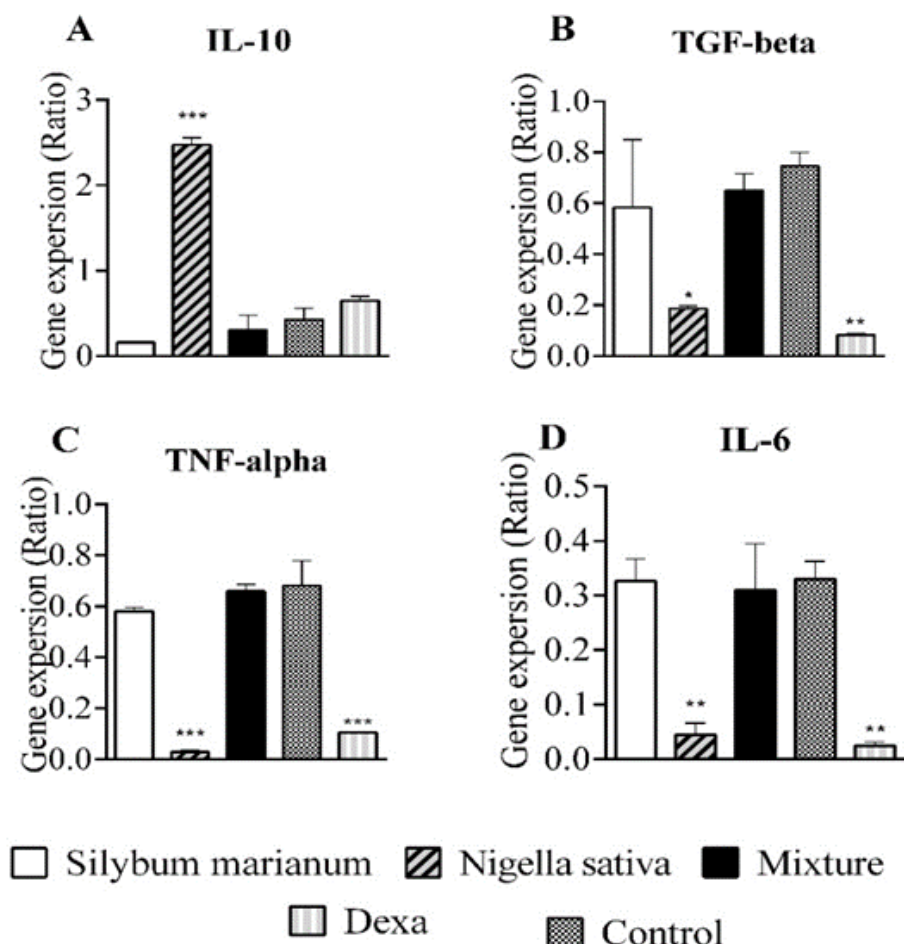 A
IL-10
Gene expersion (Ratio)
3
2
1
0
***
B
TGF-beta
Gene expersion (Ratio)
1.0
0.8
0.6
0.4
0.2
0.0
*
**
C
TNF-alpha
Gene expersion (Ratio)
1.0
0.8
0.6
0.4
0.2
0.0
***
***
D
IL-6
Gene expersion (Ratio)
0.5
0.4
0.3
0.2
0.1
0.0
**
**
Silybum marianum Nigella sativa Mixture
Dexa Control